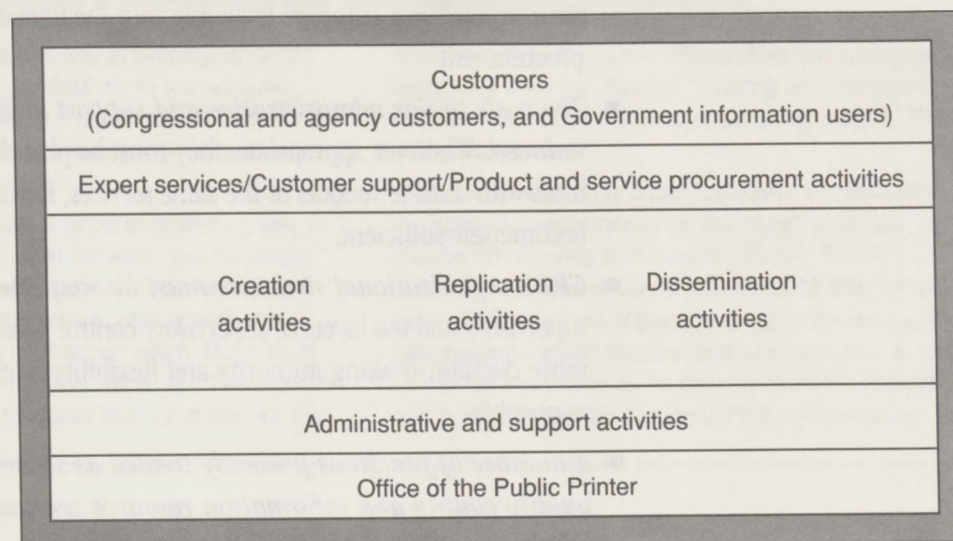 Customers
(Congressional and agency customers, and Government information users)
Expert services/Customer support/Product and service procurement activities
Creation
activities
Replication
activities
Dissemination
activities
Administrative and support activities
Office of the Public Printer